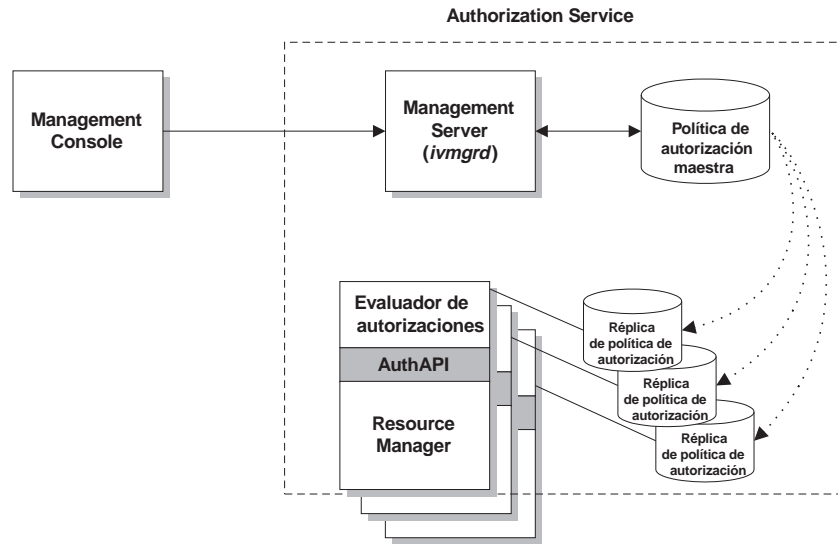 Authorization Service
Management
Console
Management
Server
(ivmgrd)
Política de
autorización
maestra
Evaluador de
autorizaciones
AuthAPI
Resource
Manager
Réplica
de política de
autorización
Réplica
de política de
autorización
Réplica
de política de
autorización